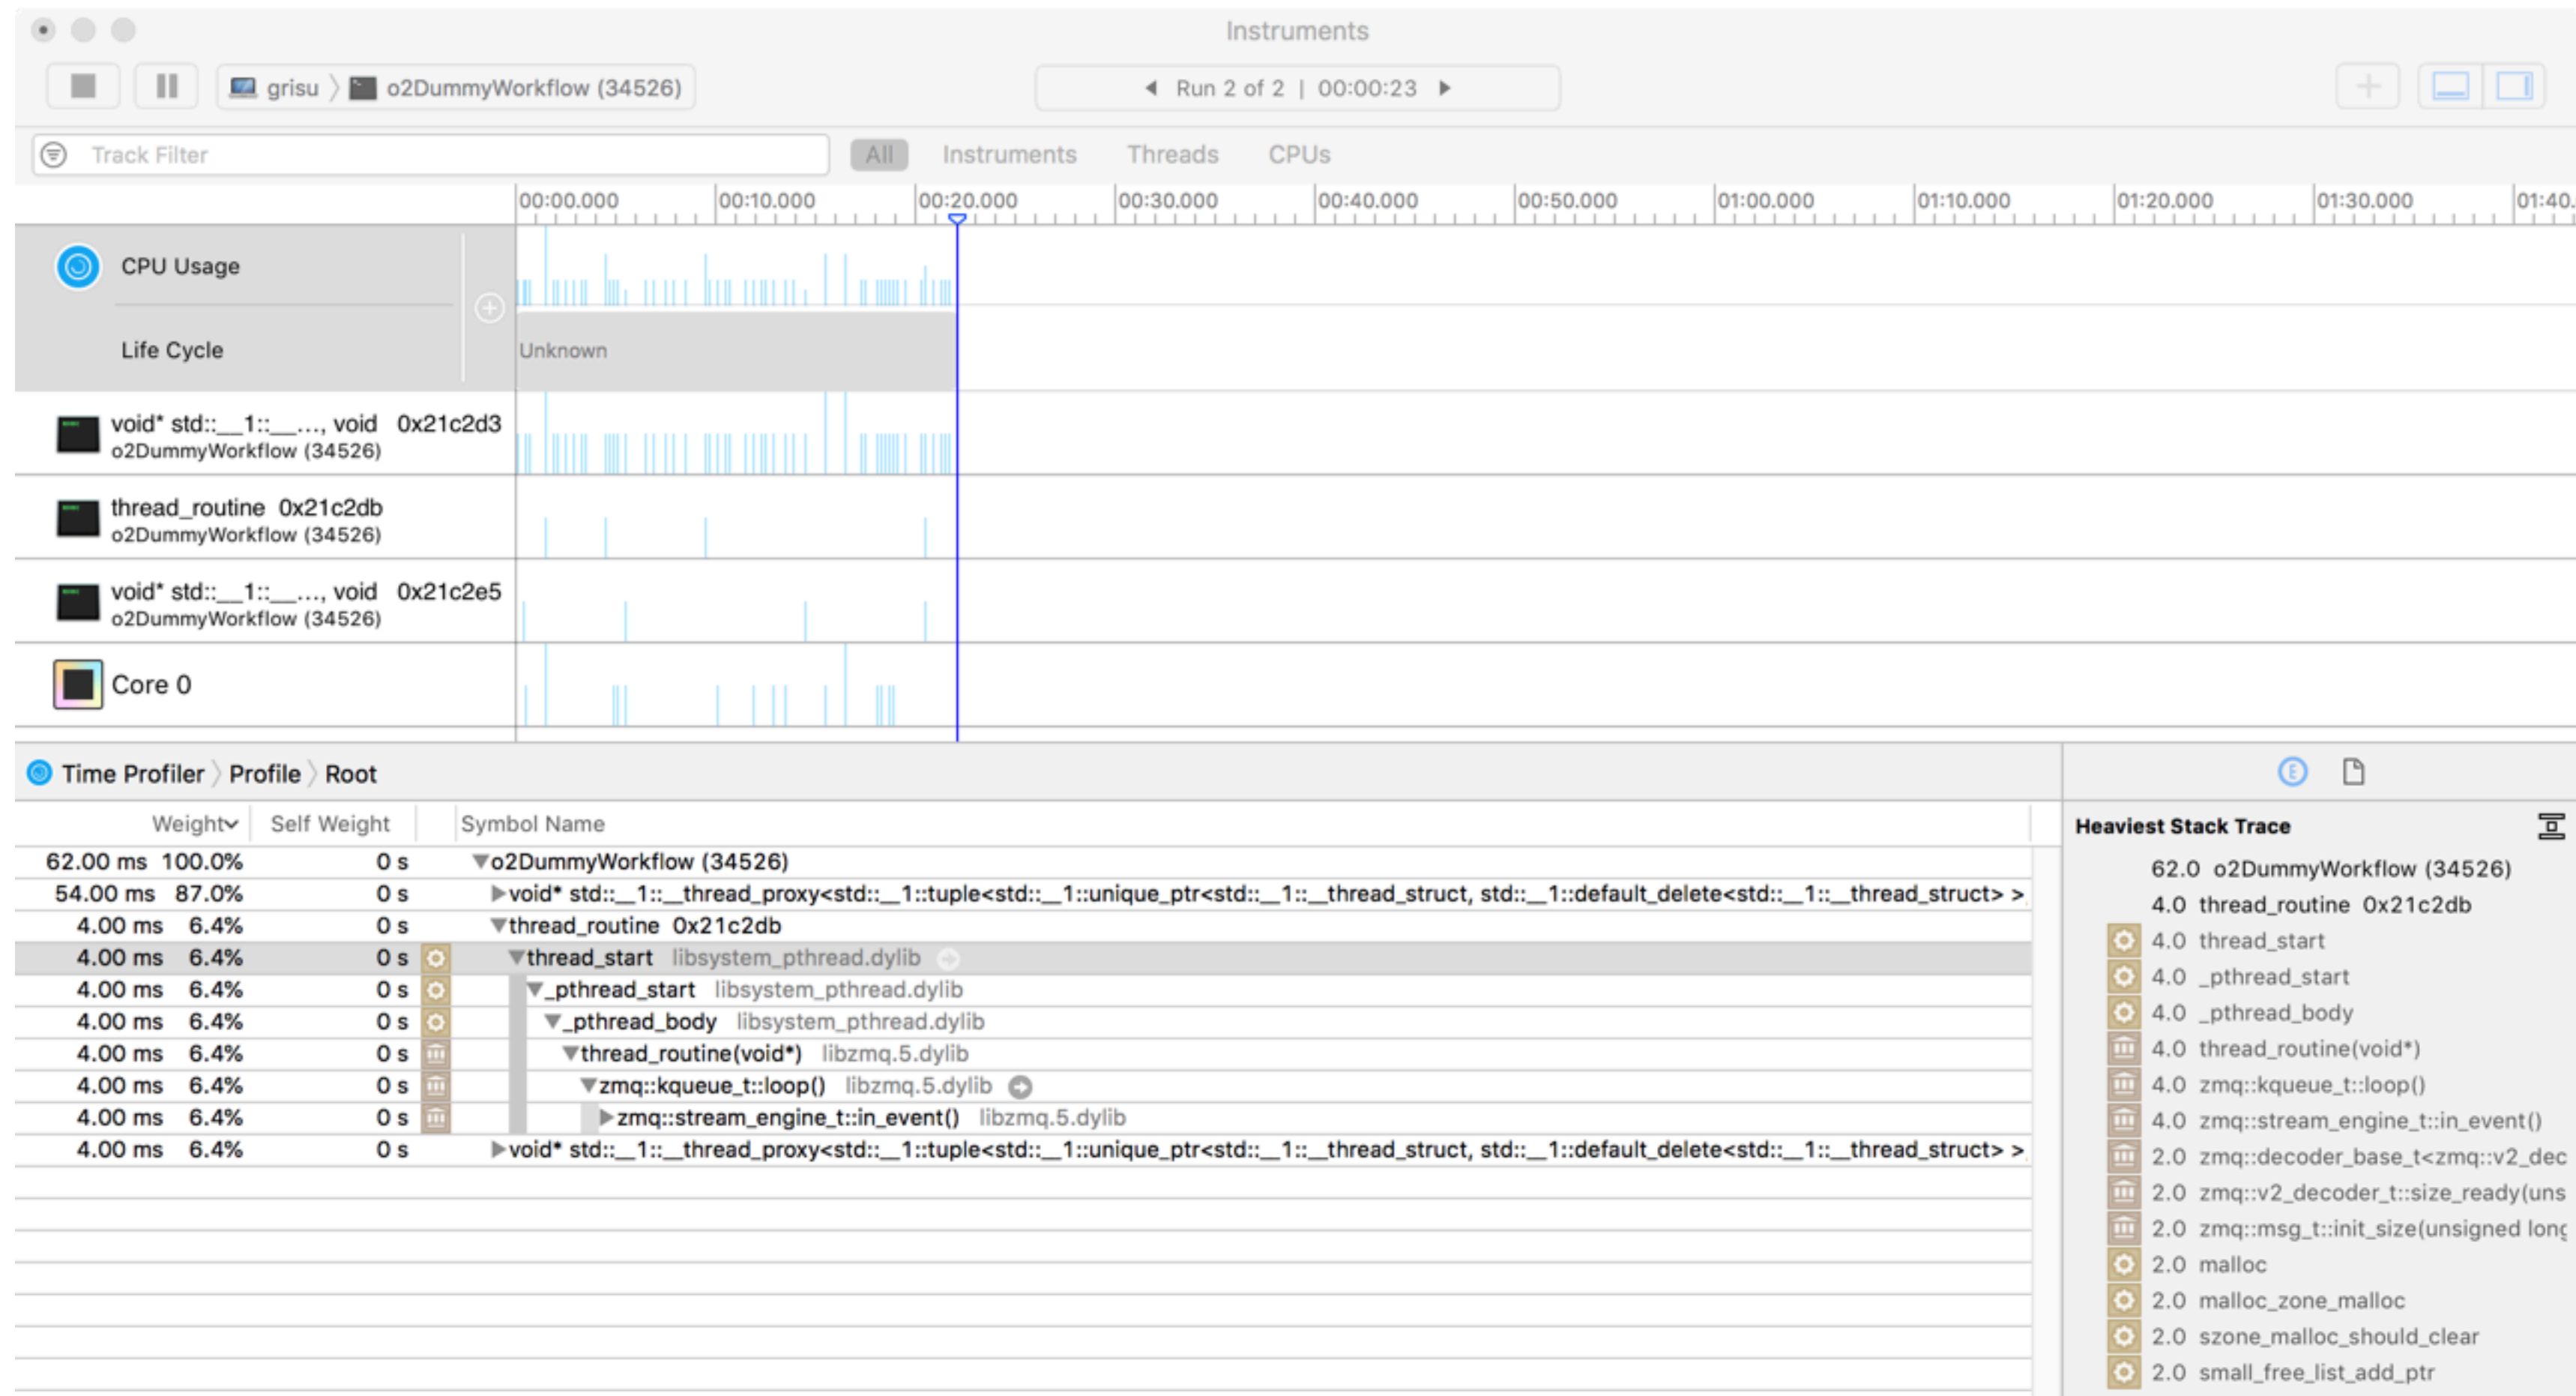 Instruments
grisu o2DummyWorkflow (34526) Run 2 of 2 | 00:00:23
Track Filter All Instruments Threads CPUs
00:00.000 00:10.000 00:20.000 00:30.000 00:40.000 00:50.000 01:00.000 01:10.000 01:20.000 01:30.000 01:40.
CPU Usage
Life Cycle Unknown
void* std::__1::__..., void 0x21c2d3
o2DummyWorkflow (34526)
thread_routine 0x21c2db
o2DummyWorkflow (34526)
void* std::__1::__..., void 0x21c2e5
o2DummyWorkflow (34526)
Core 0
Time Profiler Profile Root
Weight Self Weight Symbol Name
62.00 ms 100.0% 0 s o2DummyWorkflow (34526)
54.00 ms 87.0% 0 s void* std::__1::__thread_proxy<std::__1::tuple<std::__1::unique_ptr<std::__1::__thread_struct, std::__1::default_delete<std::__1::__thread_struct> >
4.00 ms 6.4% 0 s thread_routine 0x21c2db
4.00 ms 6.4% 0 s thread_start libsystem_pthread.dylib
4.00 ms 6.4% 0 s _pthread_start libsystem_pthread.dylib
4.00 ms 6.4% 0 s _pthread_body libsystem_pthread.dylib
4.00 ms 6.4% 0 s thread_routine(void*) libzmq.5.dylib
4.00 ms 6.4% 0 s zmq::kqueue_t::loop() libzmq.5.dylib
4.00 ms 6.4% 0 s zmq::stream_engine_t::in_event() libzmq.5.dylib
4.00 ms 6.4% 0 s void* std::__1::__thread_proxy<std::__1::tuple<std::__1::unique_ptr<std::__1::__thread_struct, std::__1::default_delete<std::__1::__thread_struct> >
E
Heaviest Stack Trace
62.0 o2DummyWorkflow (34526)
4.0 thread_routine 0x21c2db
4.0 thread_start
4.0 _pthread_start
4.0 _pthread_body
4.0 thread_routine(void*)
4.0 zmq::kqueue_t::loop()
4.0 zmq::stream_engine_t::in_event()
2.0 zmq::decoder_base_t<zmq::v2_dec
2.0 zmq::v2_decoder_t::size_ready(uns
2.0 zmq::msg_t::init_size(unsigned long
2.0 malloc
2.0 malloc_zone_malloc
2.0 szone_malloc_should_clear
2.0 small_free_list_add_ptr